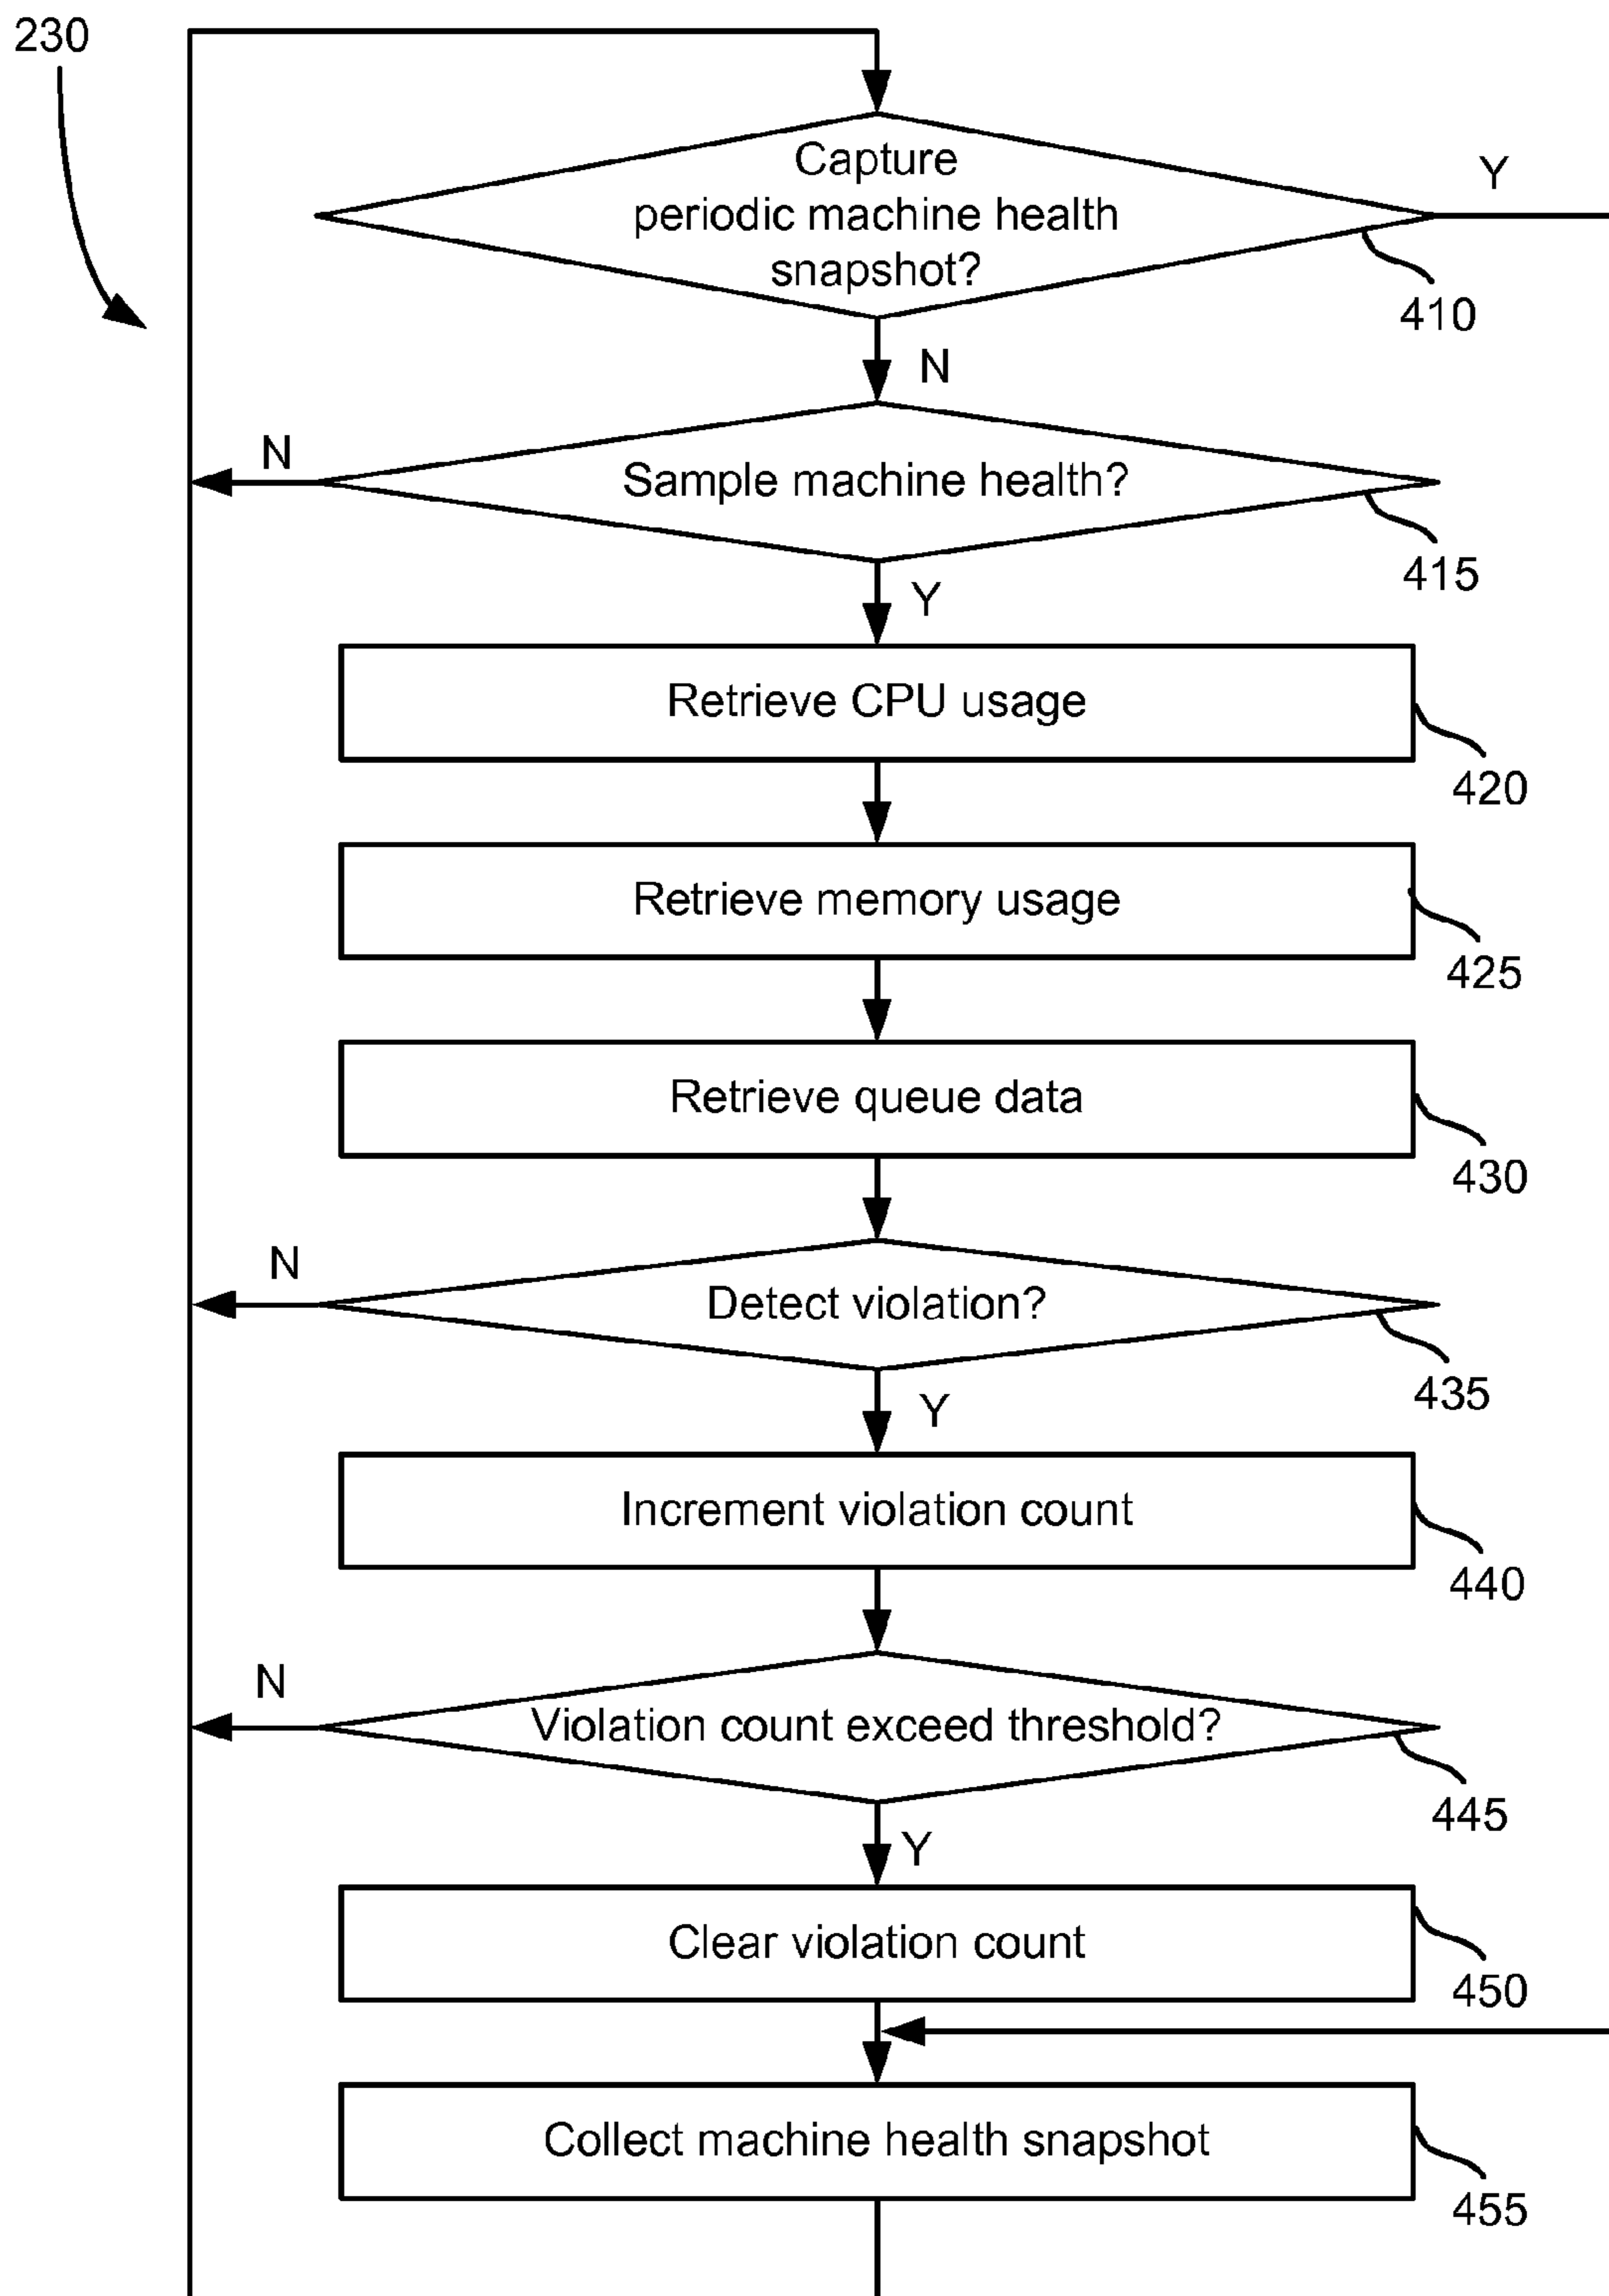 230
Capture
periodic machine health
snapshot?
Y
410
N
N
Sample machine health?
415
Y
Retrieve CPU usage
420
Retrieve memory usage
425
Retrieve queue data
430
N
Detect violation?
435
Y
Increment violation count
440
N
Violation count exceed threshold?
445
Y
Clear violation count
450
Collect machine health snapshot
455